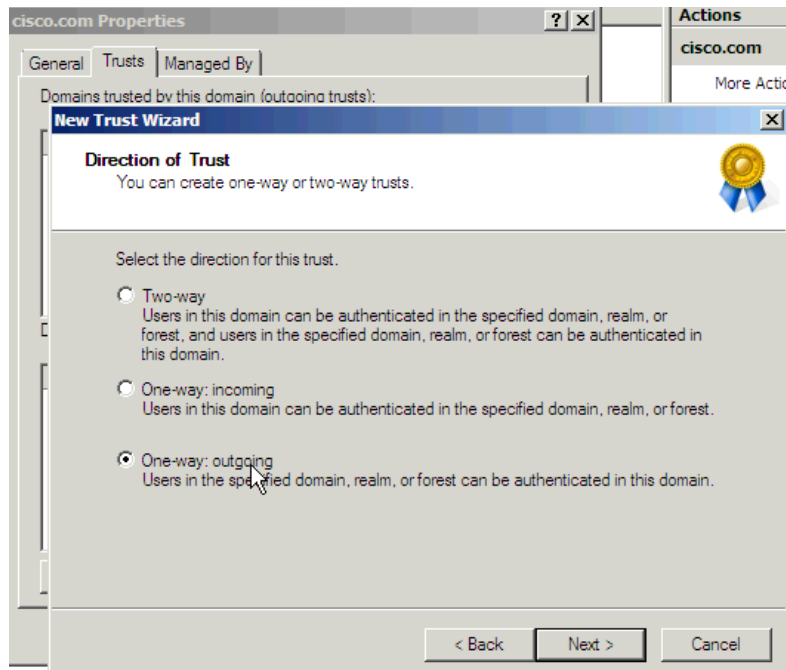 cisco.com Properties
?
Actions
cisco.com
More Actio
General
Trusts
Managed By
Domains trusted by this domain (outgoing trusts):
New Trust Wizard
Direction of Trust
You can create one-way or two-way trusts.
Select the direction for this trust.
Two-way
Users in this domain can be authenticated in the specified domain, realm, or
forest, and users in the specified domain, realm, or forest can be authenticated in
this domain.
One-way: incoming
Users in this domain can be authenticated in the specified domain, realm, or forest.
One-way: outgoing
Users in the specified domain, realm, or forest can be authenticated in this domain.
D
< Back
Next >
Cancel